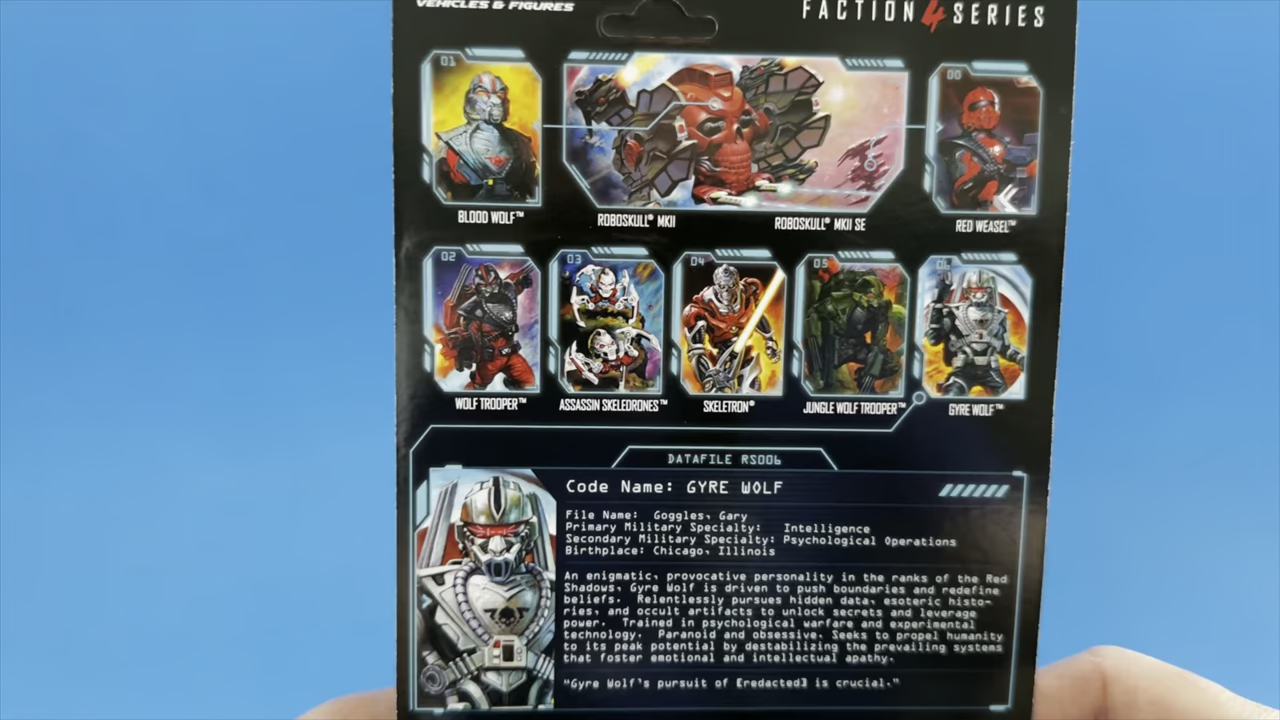 VEHICLES & FIGURES
FACTION 4 SERIES
01
00
BLOOD WOLF™
ROBOSKULL® MKII
ROBOSKULL® MKII SE
RED WEASEL™
02
03
04
05
06
WOLF TROOPER™
ASSASSIN SKELEDRONES™
SKELETRON®
JUNGLE WOLF TROOPER™
GYRE WOLF™
DATAFILE RS006
Code Name: GYRE WOLF
File Name: Goggles, Gary
Primary Military Specialty: Intelligence
Secondary Military Specialty: Psychological Operations
Birthplace: Chicago, Illinois
An enigmatic, provocative personality in the ranks of the Red
Shadows, Gyre Wolf is driven to push boundaries and redefine
beliefs. Relentlessly pursues hidden data, esoteric histo-
ries, and occult artifacts to unlock secrets and leverage
power. Trained in psychological warfare and experimental
technology. Paranoid and obsessive. Seeks to propel humanity
to its peak potential by destabilizing the prevailing systems
that foster emotional and intellectual apathy.
"Gyre Wolf's pursuit of [redacted] is crucial."